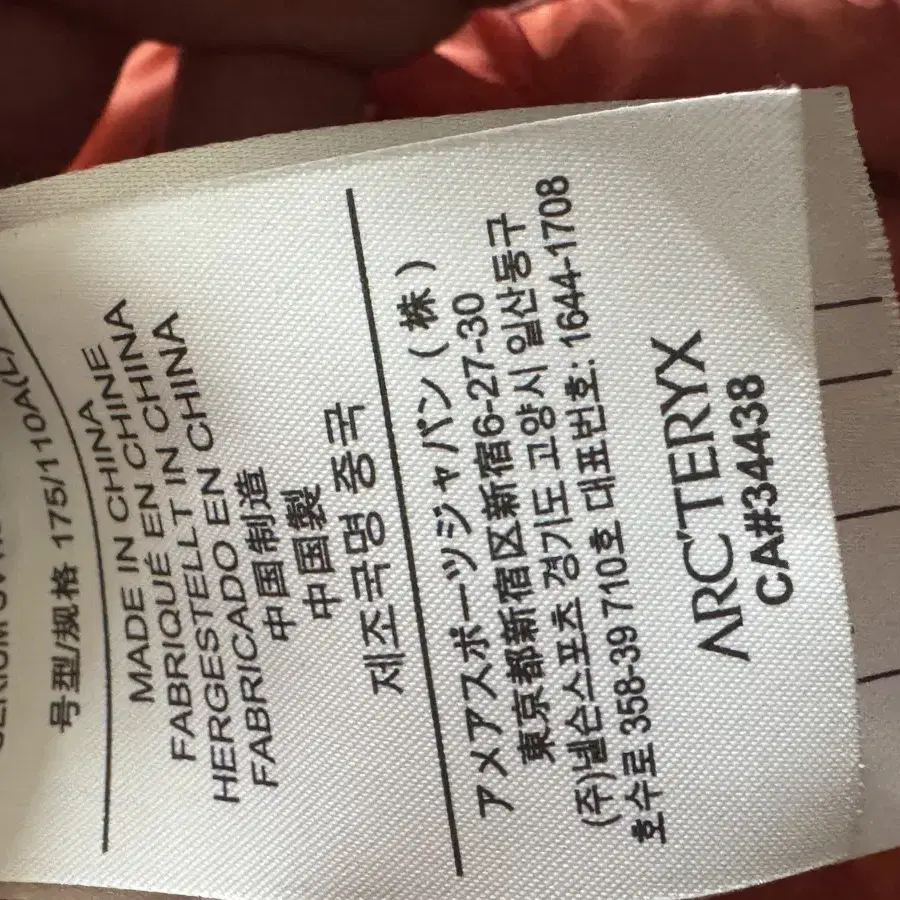 号型/规格 175/110A(L)
MADE IN CHINA
FABRIQUÉ EN CHINE
HERGESTELLT IN CHINA
FABRICADO EN CHINA
中国制造
中国製
제조국명 중국
アメアスポーツジャパン(株)
東京都新宿区新宿6-27-30
(주)넬슨스포츠 경기도 고양시 일산동구
호수로 358-39 710호 대표번호: 1644-1708
ARC'TERYX
CA#34438